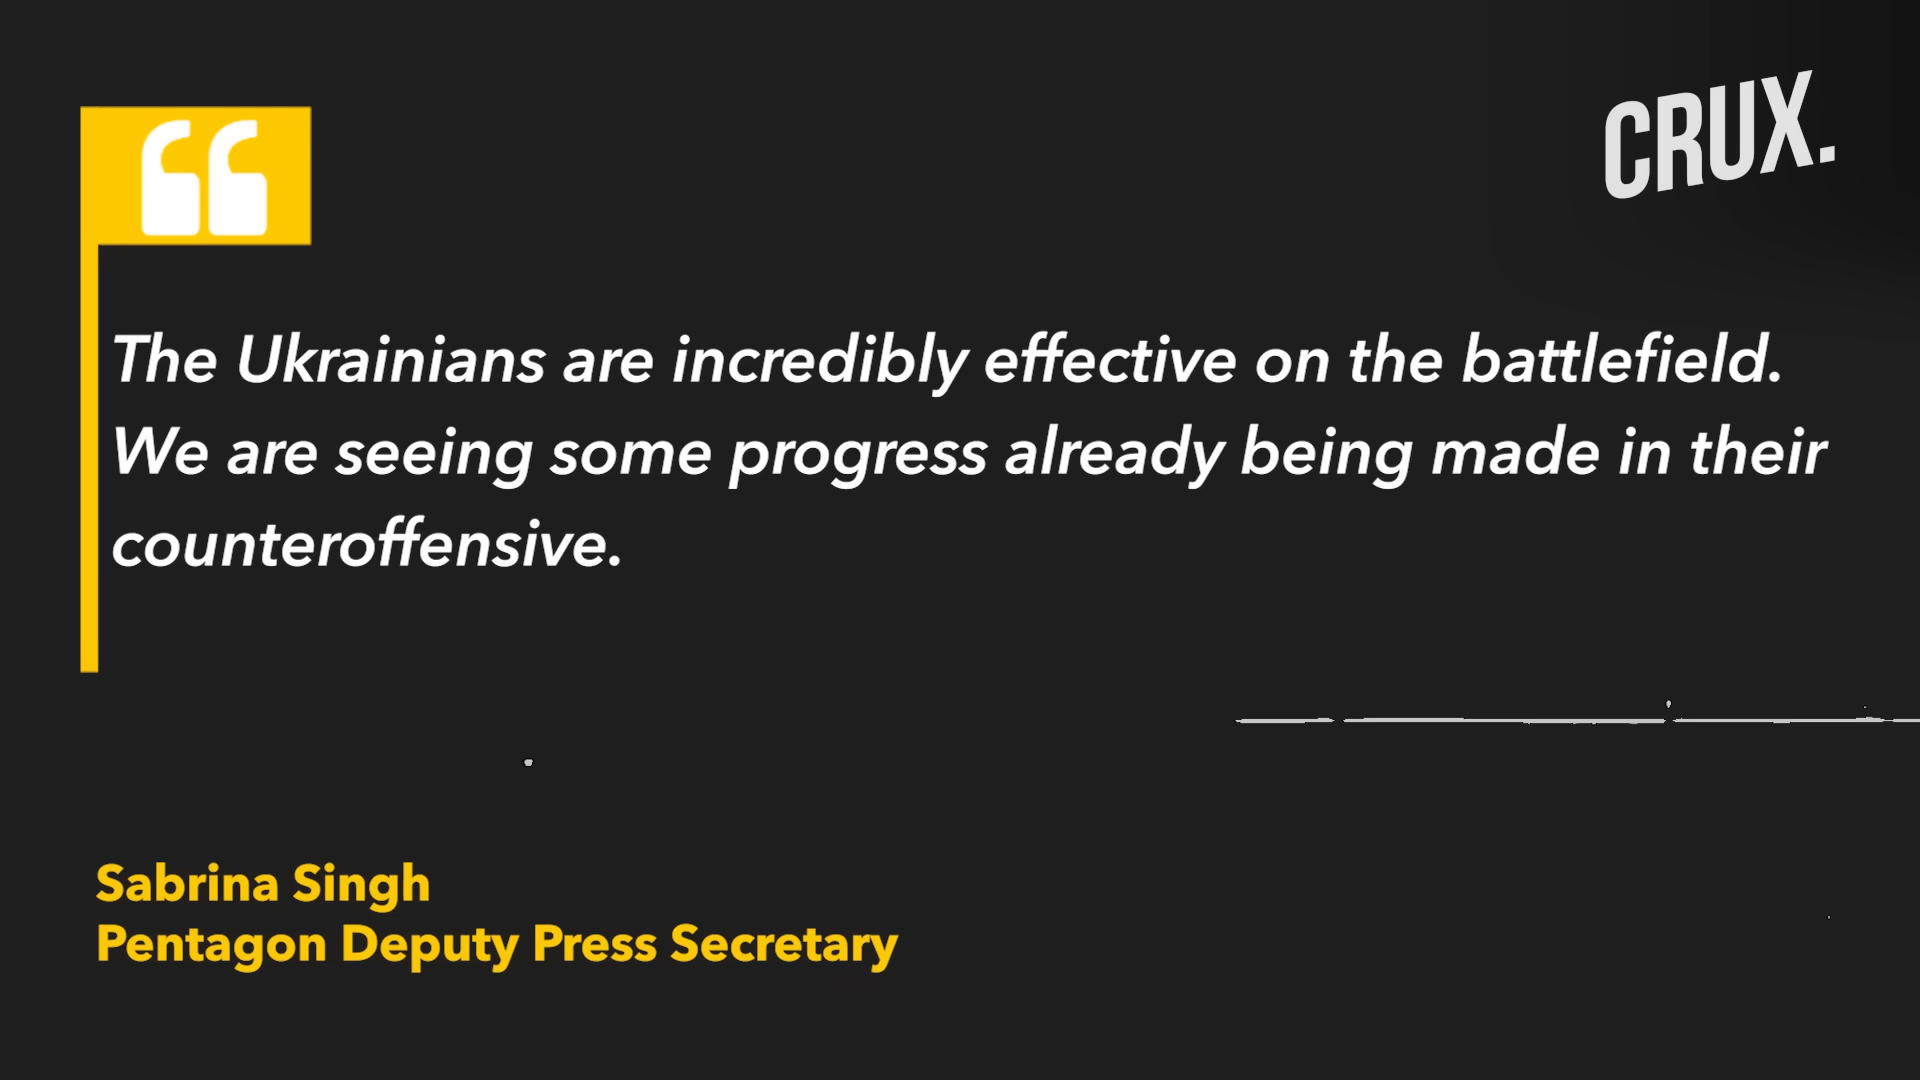 CRUX.
The Ukrainians are incredibly effective on the battlefield.
We are seeing some progress already being made in their
counteroffensive.
Sabrina Singh
Pentagon Deputy Press Secretary